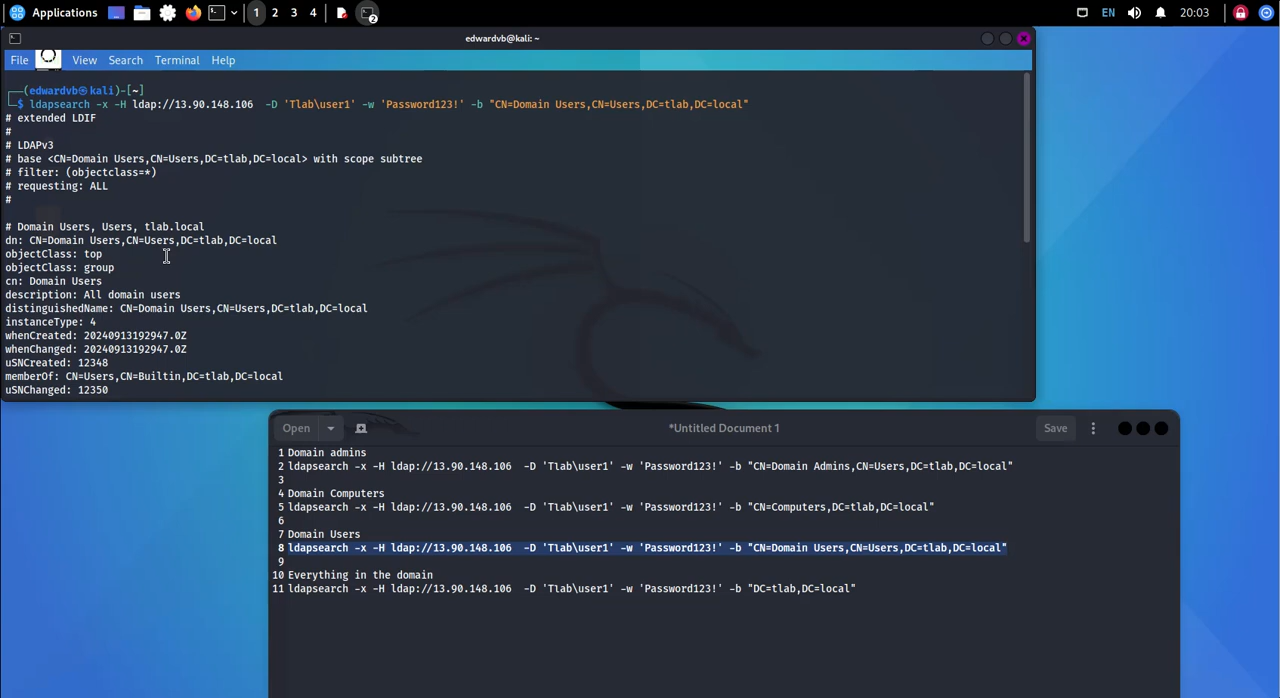 Applications 1 2 3 4 2 EN 20:03
edwardvb@kali: ~
File View Search Terminal Help
┌──(edwardvb㉿kali)-[~]
└─$ ldapsearch -x -H ldap://13.90.148.106  -D 'Tlab\user1' -w 'Password123!' -b "CN=Domain Users,CN=Users,DC=tlab,DC=local"
# extended LDIF
#
# LDAPv3
# base <CN=Domain Users,CN=Users,DC=tlab,DC=local> with scope subtree
# filter: (objectclass=*)
# requesting: ALL
#
# Domain Users, Users, tlab.local
dn: CN=Domain Users,CN=Users,DC=tlab,DC=local
objectClass: top
objectClass: group
cn: Domain Users
description: All domain users
distinguishedName: CN=Domain Users,CN=Users,DC=tlab,DC=local
instanceType: 4
whenCreated: 20240913192947.0Z
whenChanged: 20240913192947.0Z
uSNCreated: 12348
memberOf: CN=Users,CN=Builtin,DC=tlab,DC=local
uSNChanged: 12350
Open *Untitled Document 1 Save
1 Domain admins
2 ldapsearch -x -H ldap://13.90.148.106  -D 'Tlab\user1' -w 'Password123!' -b "CN=Domain Admins,CN=Users,DC=tlab,DC=local"
3
4 Domain Computers
5 ldapsearch -x -H ldap://13.90.148.106  -D 'Tlab\user1' -w 'Password123!' -b "CN=Computers,DC=tlab,DC=local"
6
7 Domain Users
8 ldapsearch -x -H ldap://13.90.148.106  -D 'Tlab\user1' -w 'Password123!' -b "CN=Domain Users,CN=Users,DC=tlab,DC=local"
9
10 Everything in the domain
11 ldapsearch -x -H ldap://13.90.148.106  -D 'Tlab\user1' -w 'Password123!' -b "DC=tlab,DC=local"